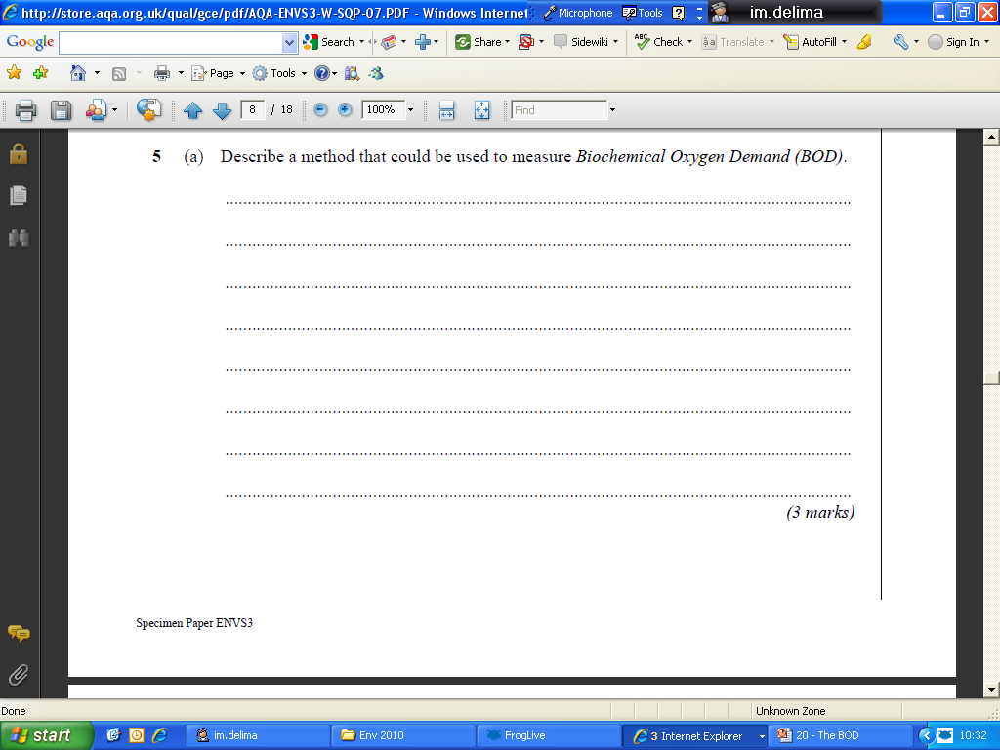 http://store.aqa.org.uk/qual/gce/pdf/AQA-ENVS3-W-SQP-07.PDF - Windows Internet
Microphone Tools im.delima
Google Search Share Sidewiki ABC Check Translate AutoFill Sign In
Page Tools
8 / 18 100% Find
5 (a) Describe a method that could be used to measure Biochemical Oxygen Demand (BOD).
................................................................................
................................................................................
................................................................................
................................................................................
................................................................................
................................................................................
................................................................................
................................................................................
(3 marks)
Specimen Paper ENVS3
Done Unknown Zone
start im.delima Env 2010 FrogLive 3 Internet Explorer 20 - The BOD 10:32